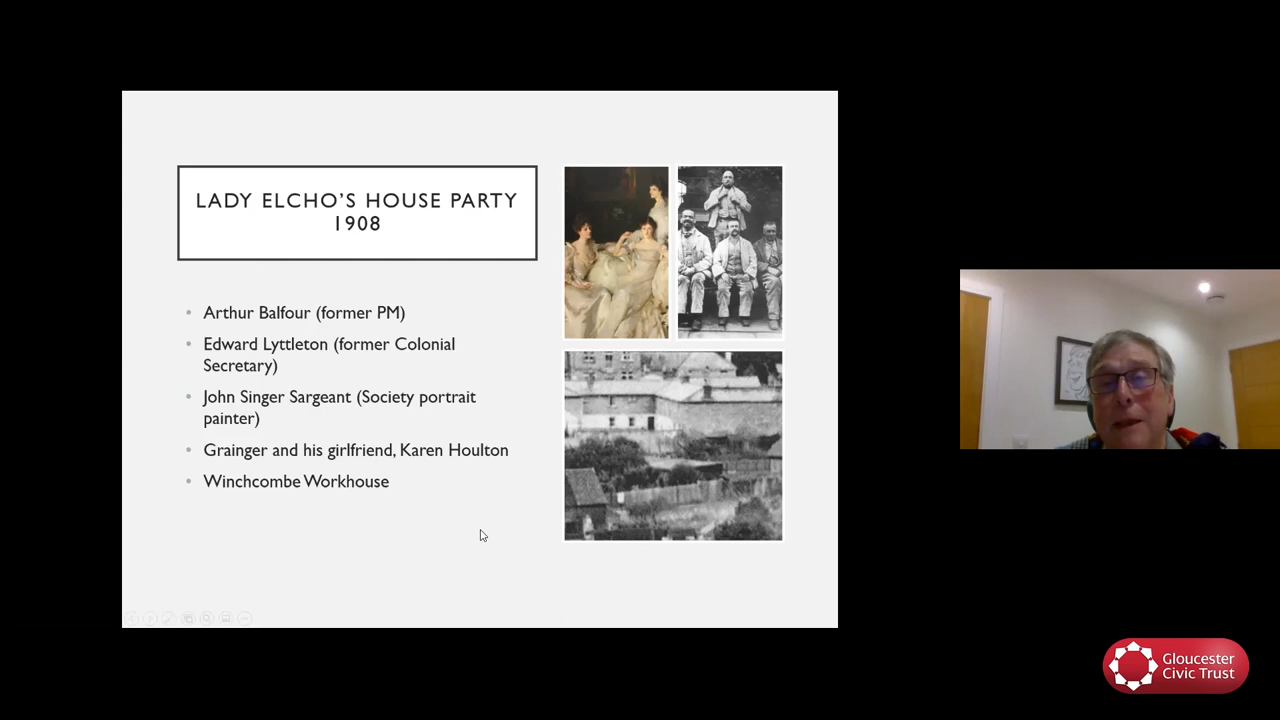 LADY ELCHO’S HOUSE PARTY
1908
• Arthur Balfour (former PM)
• Edward Lyttleton (former Colonial
Secretary)
• John Singer Sargeant (Society portrait
painter)
• Grainger and his girlfriend, Karen Houlton
• Winchcombe Workhouse
Gloucester
Civic Trust